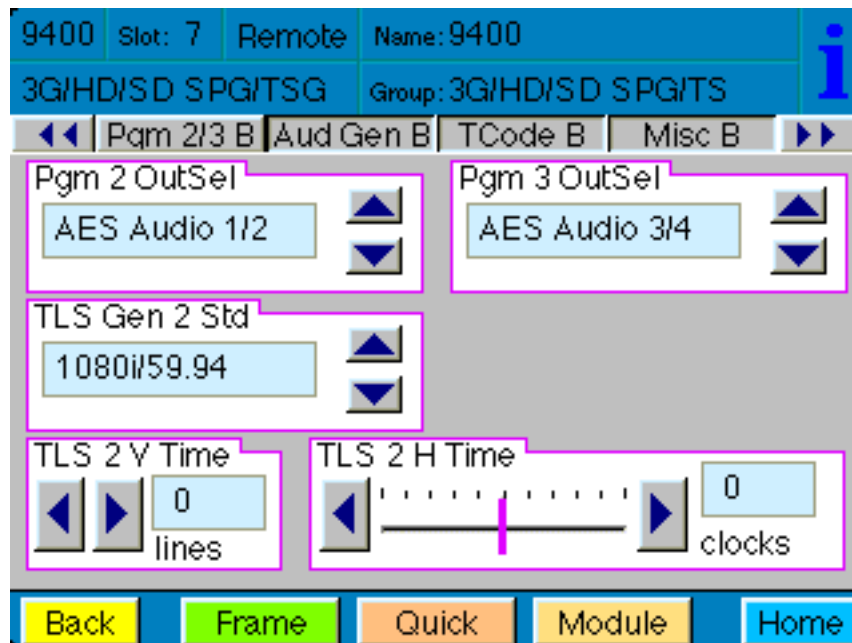 9400 Slot: 7 Remote Name: 9400
i
3G/HD/SD SPG/TSG Group: 3G/HD/SD SPG/TS
Pgm 2/3 B Aud Gen B TCode B Misc B
Pgm 2 OutSel Pgm 3 OutSel
AES Audio 1/2 AES Audio 3/4
TLS Gen 2 Std
1080i/59.94
TLS 2 V Time TLS 2 H Time
0 0
lines clocks
Back Frame Quick Module Home